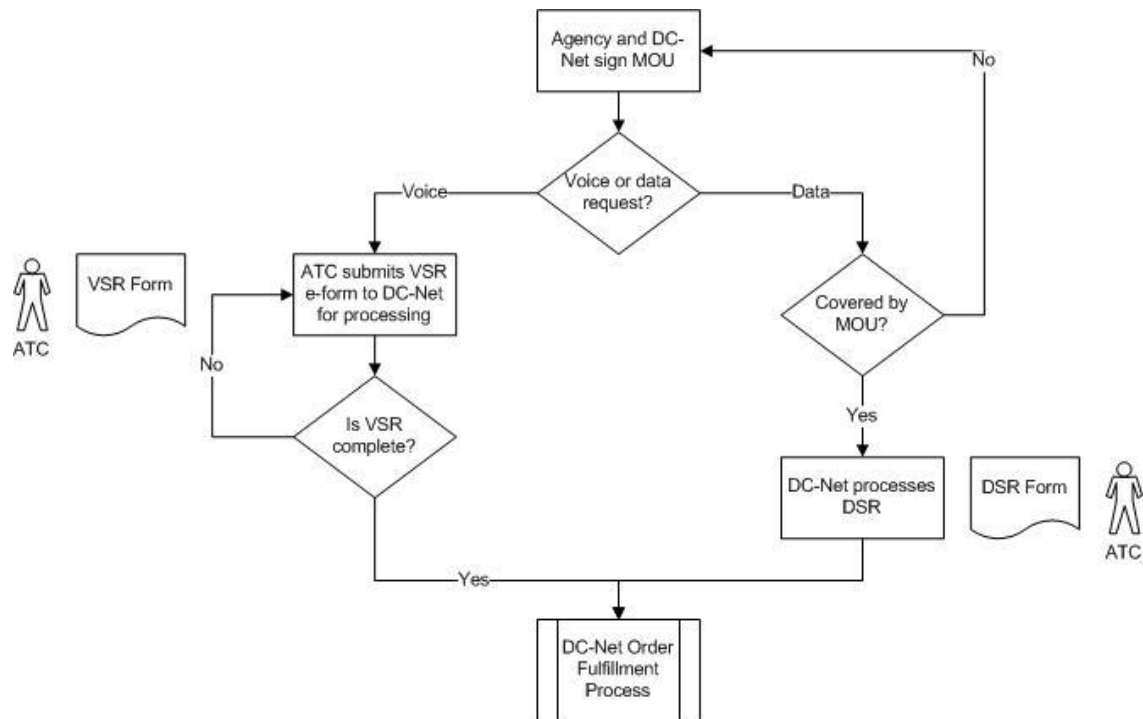 Agency and DC-
Net sign MOU
No
Voice or data
request?
Voice
Data
VSR Form
ATC
ATC submits VSR
e-form to DC-Net
for processing
Covered by
MOU?
No
Is VSR
complete?
Yes
DC-Net processes
DSR
DSR Form
ATC
Yes
DC-Net Order
Fulfillment
Process